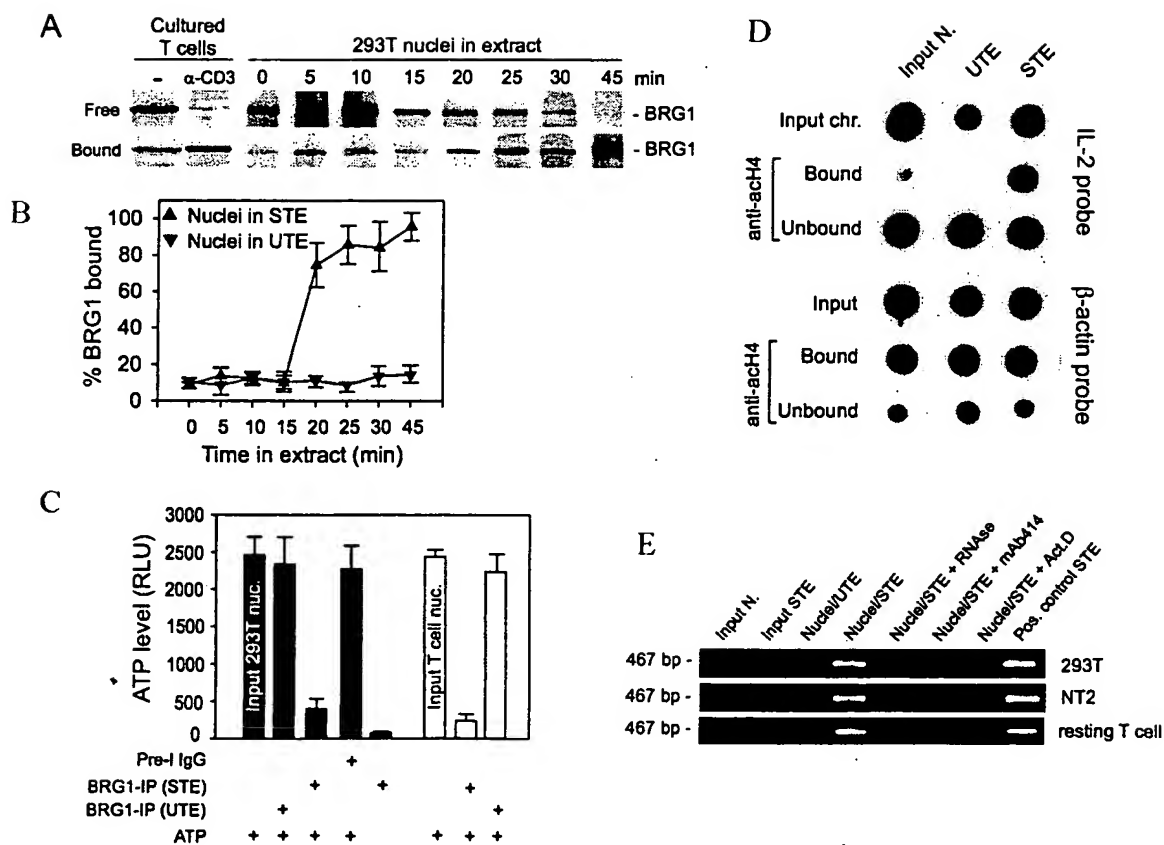 A
Cultured
T cells
293T nuclei in extract
- α-CD3 0 5 10 15 20 25 30 45 min
Free - BRG1
Bound - BRG1
B
% BRG1 bound
100
80
60
40
20
0
▲ Nuclei in STE
▼ Nuclei in UTE
0 5 10 15 20 25 30 45
Time in extract (min)
C
ATP level (RLU)
3000
2500
2000
1500
1000
500
0
Input 293T nuc.
Input T cell nuc.
Pre-I IgG +
BRG1-IP (STE) + + +
BRG1-IP (UTE) + +
ATP + + + + + + +
D
Input N. UTE STE
Input chr.
anti-acH4
Bound
Unbound
IL-2 probe
Input
anti-acH4
Bound
Unbound
β-actin probe
E
Input N.
Input STE
Nuclei/UTE
Nuclei/STE
Nuclei/STE + RNAse
Nuclei/STE + mAb414
Nuclei/STE + AcLD
Pos. control STE
467 bp - 293T
467 bp - NT2
467 bp - resting T cell